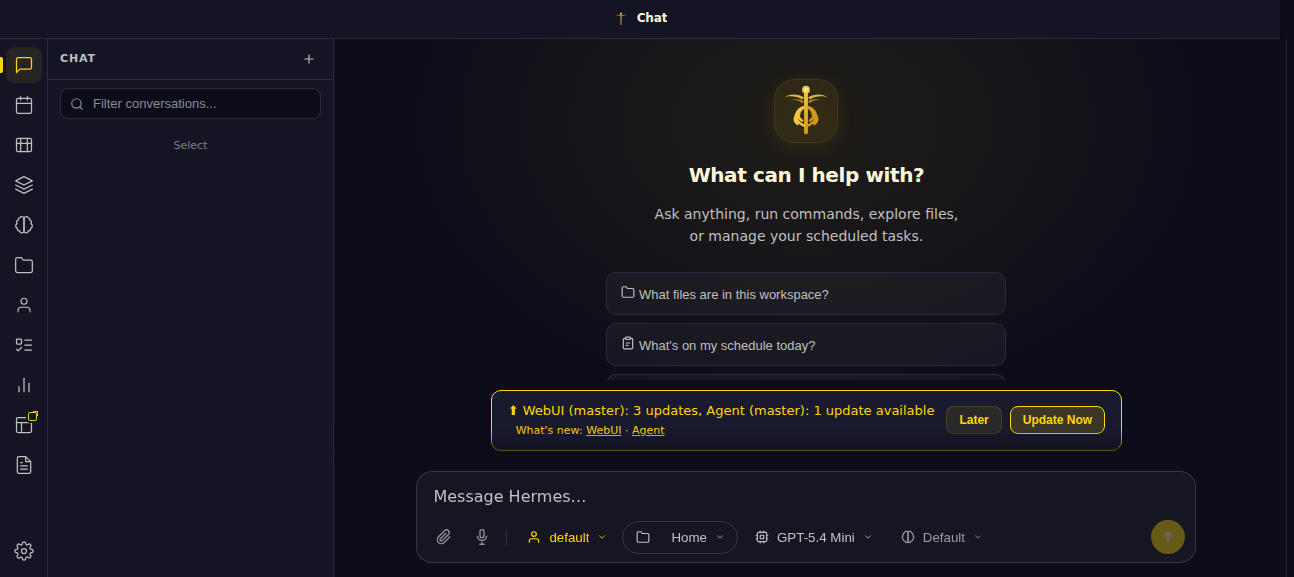 Chat
CHAT
Filter conversations...
Select
What can I help with?
Ask anything, run commands, explore files,
or manage your scheduled tasks.
What files are in this workspace?
What's on my schedule today?
⬆ WebUI (master): 3 updates, Agent (master): 1 update available
What's new: WebUI · Agent
Later
Update Now
Message Hermes...
default
Home
GPT-5.4 Mini
Default